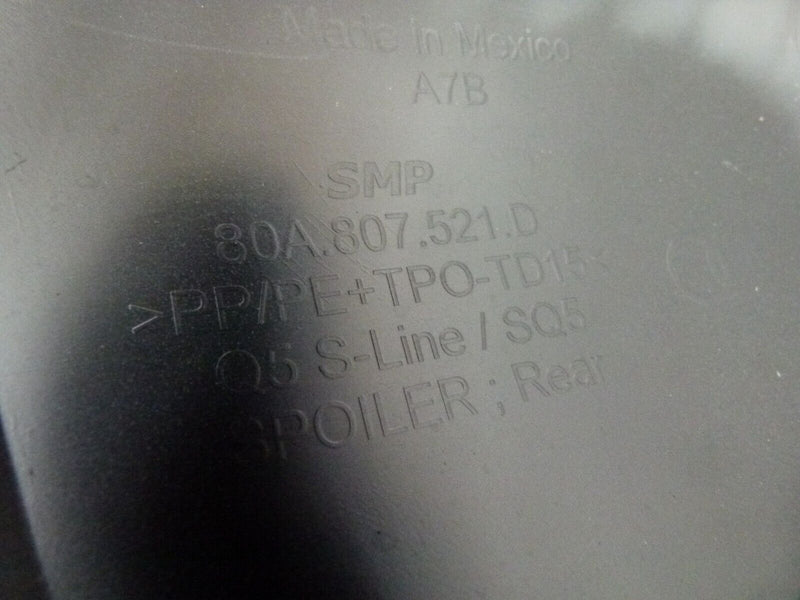 Made in Mexico
A7B
SMP
80A.807.521.D
>PP/PE+TPO-TD15<
Q5 S-Line / SQ5
SPOILER ; Rear